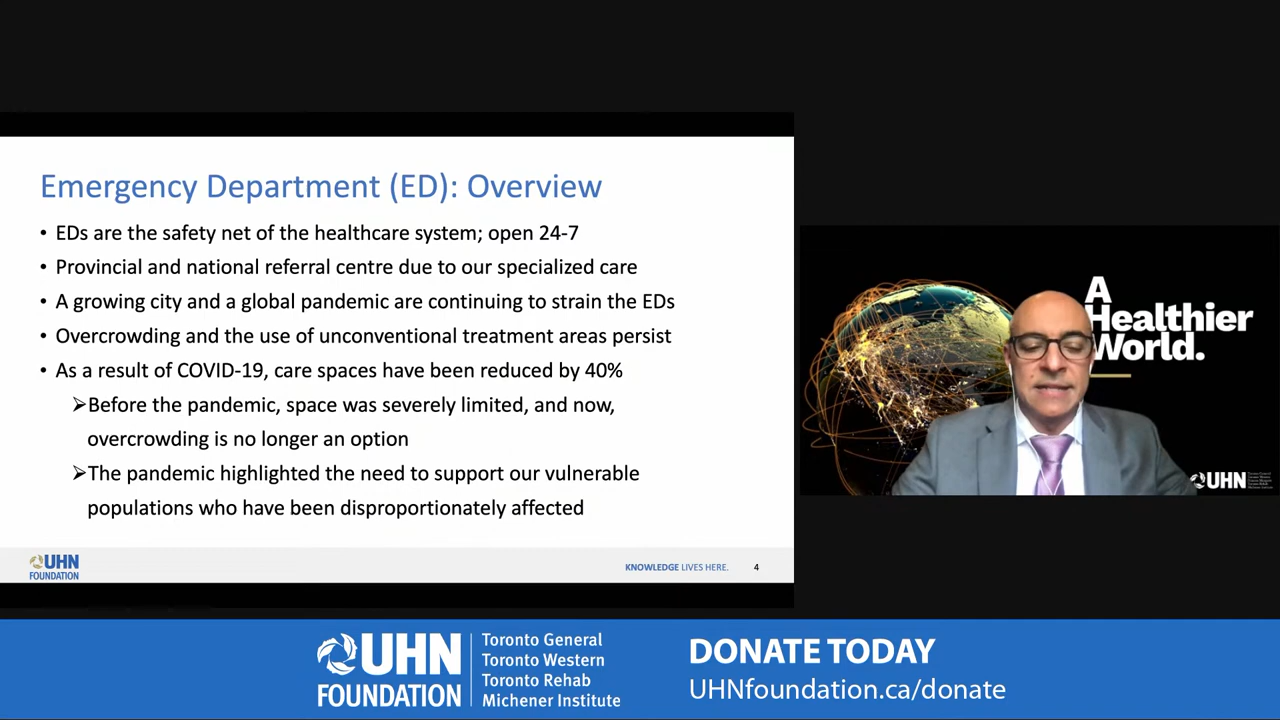 Emergency Department (ED): Overview
• EDs are the safety net of the healthcare system; open 24-7
• Provincial and national referral centre due to our specialized care
• A growing city and a global pandemic are continuing to strain the EDs
• Overcrowding and the use of unconventional treatment areas persist
• As a result of COVID-19, care spaces have been reduced by 40%
➢Before the pandemic, space was severely limited, and now,
overcrowding is no longer an option
➢The pandemic highlighted the need to support our vulnerable
populations who have been disproportionately affected
UHN
FOUNDATION
KNOWLEDGE LIVES HERE.
4
A
Healthier
World.
UHN
UHN
FOUNDATION
Toronto General
Toronto Western
Toronto Rehab
Michener Institute
DONATE TODAY
UHNfoundation.ca/donate